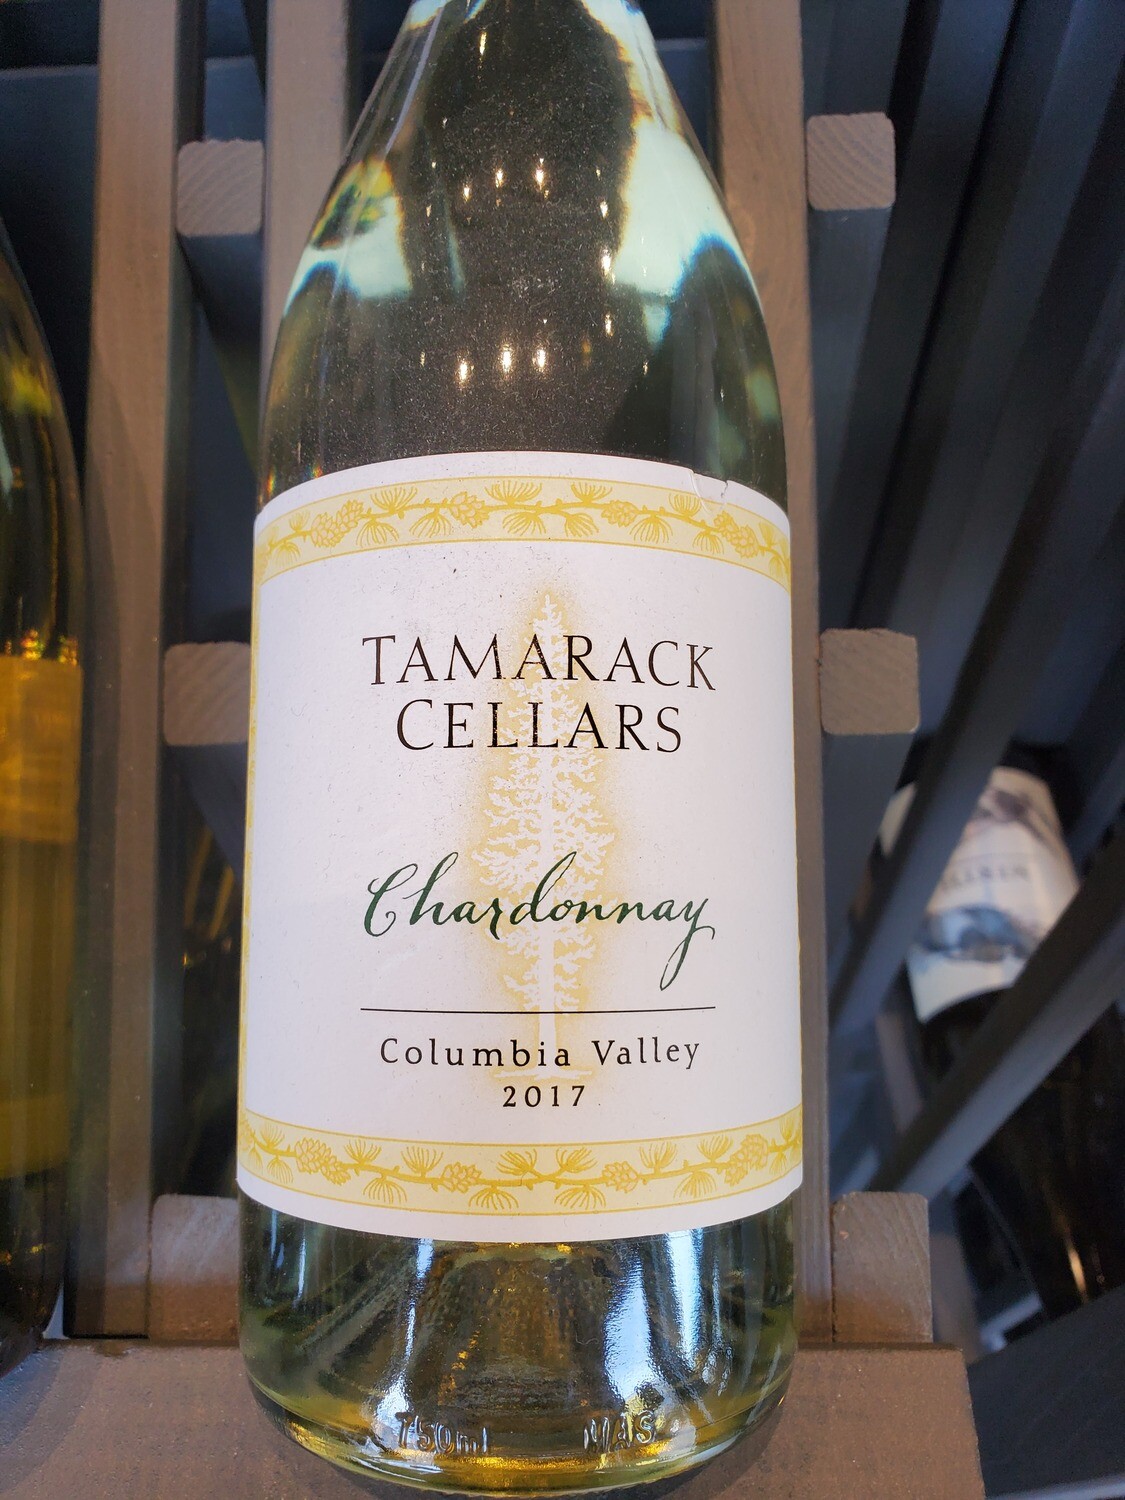 TAMARACK
CELLARS
Chardonnay
Columbia Valley
2017
750ml